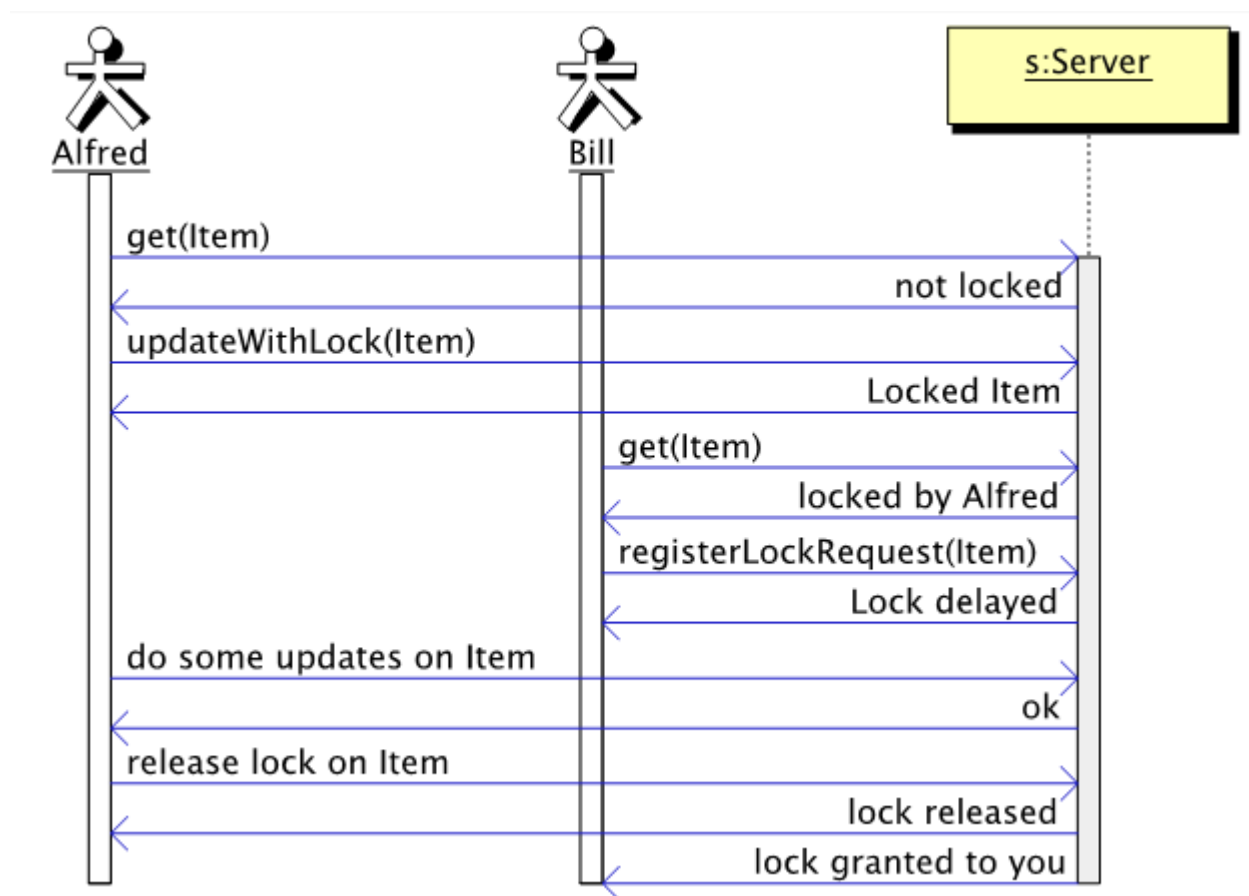 Alfred
Bill
s:Server
get(Item)
not locked
updateWithLock(Item)
Locked Item
get(Item)
locked by Alfred
registerLockRequest(Item)
Lock delayed
do some updates on Item
ok
release lock on Item
lock released
lock granted to you